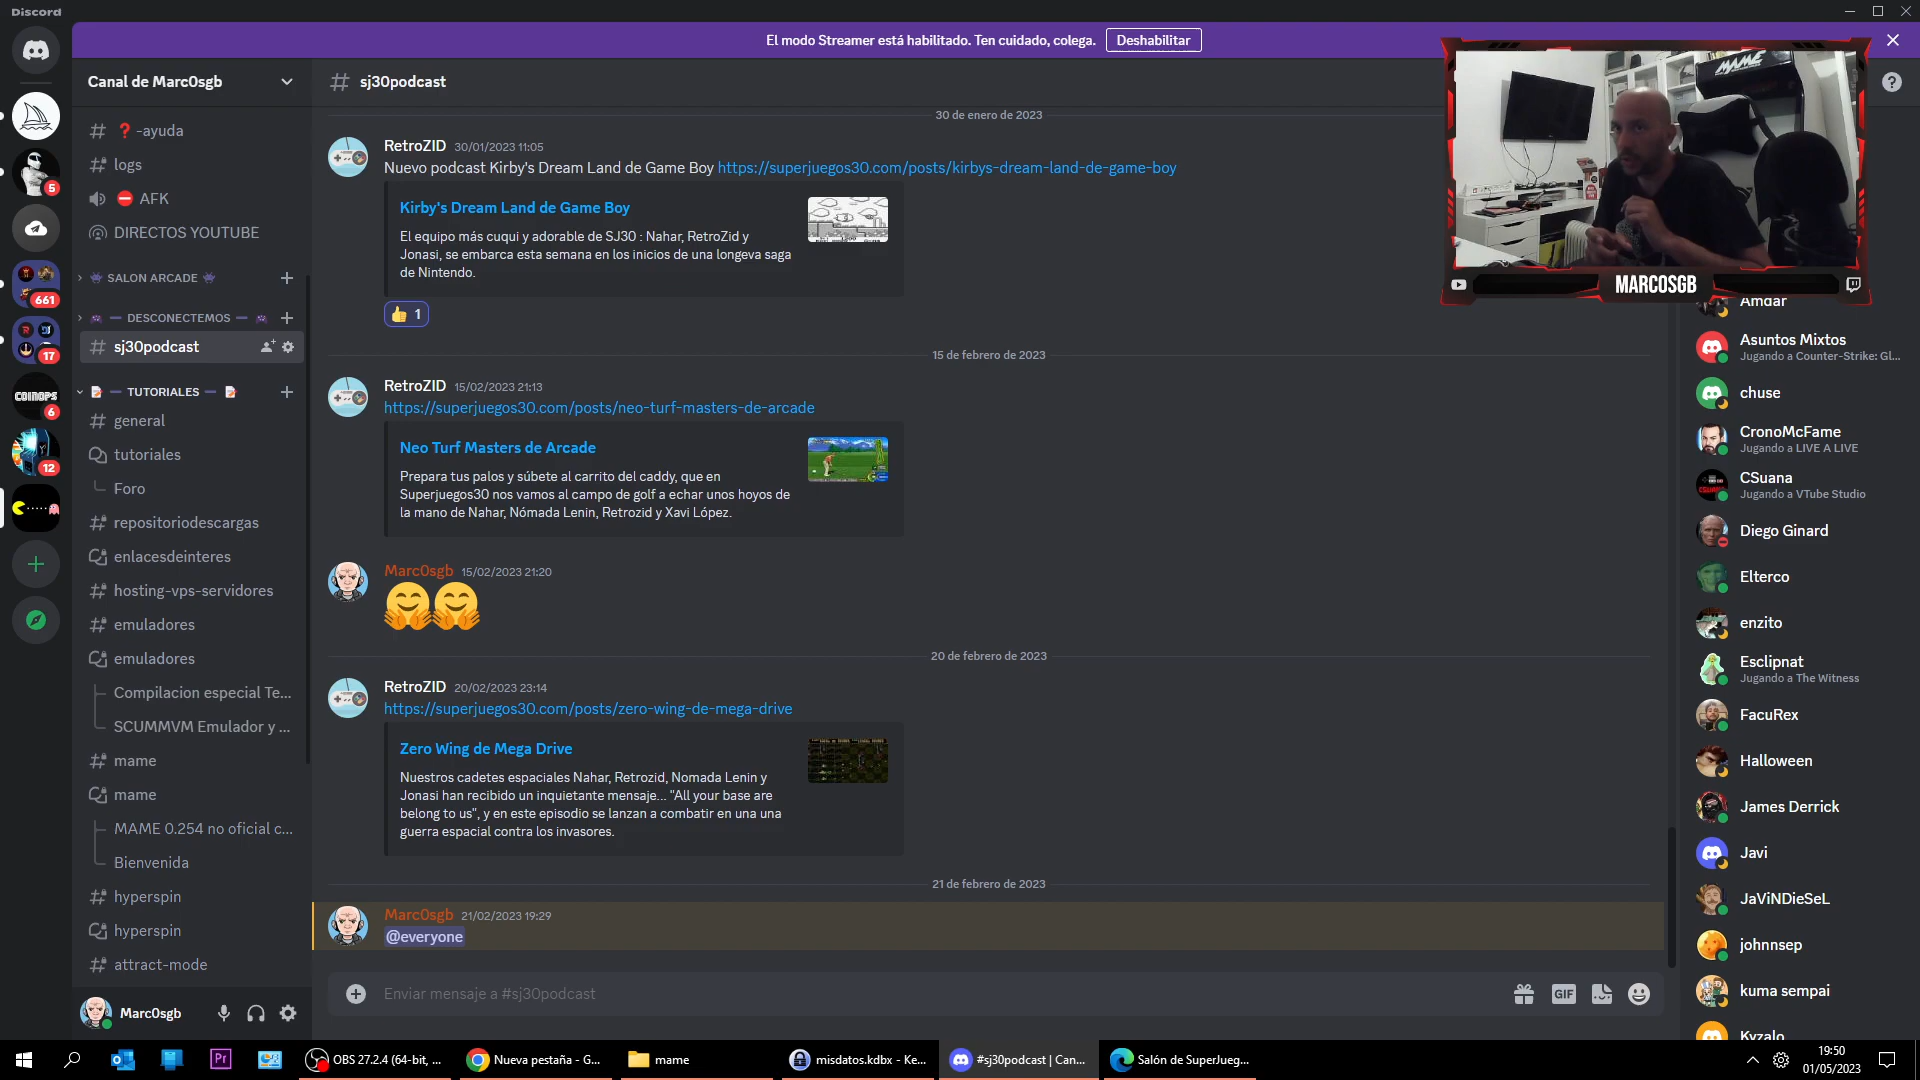 Discord
El modo Streamer está habilitado. Ten cuidado, colega.
Deshabilitar
Canal de Marc0sgb
sj30podcast
-ayuda
logs
AFK
DIRECTOS YOUTUBE
SALON ARCADE
DESCONECTEMOS
sj30podcast
TUTORIALES
general
tutoriales
Foro
repositoriodescargas
enlacesdeinteres
hosting-vps-servidores
emuladores
emuladores
Compilacion especial Te...
SCUMMVM Emulador y ...
mame
mame
MAME 0.254 no oficial c...
Bienvenida
hyperspin
hyperspin
attract-mode
Marc0sgb
5
661
17
COINOPS
6
12
30 de enero de 2023
RetroZID 30/01/2023 11:05
Nuevo podcast Kirby's Dream Land de Game Boy https://superjuegos30.com/posts/kirbys-dream-land-de-game-boy
Kirby's Dream Land de Game Boy
El equipo más cuqui y adorable de SJ30 : Nahar, RetroZid y
Jonasi, se embarca esta semana en los inicios de una longeva saga
de Nintendo.
1
15 de febrero de 2023
RetroZID 15/02/2023 21:13
https://superjuegos30.com/posts/neo-turf-masters-de-arcade
Neo Turf Masters de Arcade
Prepara tus palos y súbete al carrito del caddy, que en
Superjuegos30 nos vamos al campo de golf a echar unos hoyos de
la mano de Nahar, Nómada Lenin, Retrozid y Xavi López.
Marc0sgb 15/02/2023 21:20
20 de febrero de 2023
RetroZID 20/02/2023 23:14
https://superjuegos30.com/posts/zero-wing-de-mega-drive
Zero Wing de Mega Drive
Nuestros cadetes espaciales Nahar, Retrozid, Nomada Lenin y
Jonasi han recibido un inquietante mensaje... "All your base are
belong to us", y en este episodio se lanzan a combatir en una una
guerra espacial contra los invasores.
21 de febrero de 2023
Marc0sgb 21/02/2023 19:29
@everyone
Enviar mensaje a #sj30podcast
GIF
MAME
MARCOSGB
Amdar
Asuntos Mixtos
Jugando a Counter-Strike: Gl...
chuse
CronoMcFame
Jugando a LIVE A LIVE
CSuana
Jugando a VTube Studio
Diego Ginard
Elterco
enzito
Esclipnat
Jugando a The Witness
FacuRex
Halloween
James Derrick
Javi
JaViNDieSeL
johnnsep
kuma sempai
Kyzalo
Pr
OBS 27.2.4 (64-bit, ...
Nueva pestaña - G...
mame
misdatos.kdbx - Ke...
#sj30podcast | Can...
Salón de SuperJueg...
19:50
01/05/2023